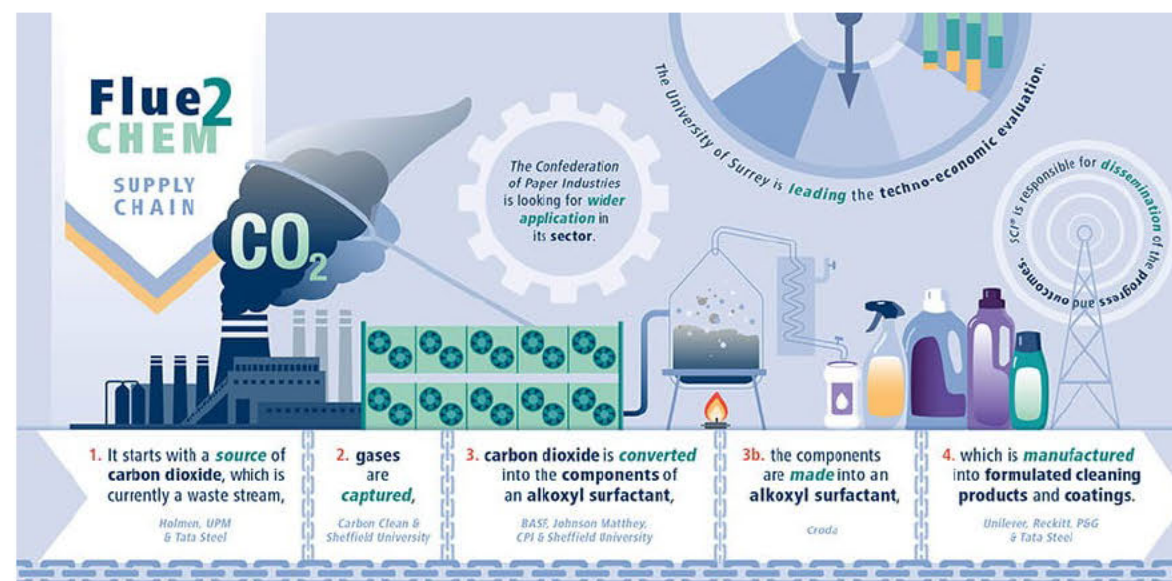 Flue2
CHEM
SUPPLY
CHAIN
CO2
The Confederation
of Paper Industries
is looking for wider
application in
its sector.
The University of Surrey is leading the techno-economic evaluation.
SCI® is responsible for dissemination of the progress and outcomes.
1. It starts with a source of
carbon dioxide, which is
currently a waste stream,
Holmen, UPM
& Tata Steel
2. gases
are
captured,
Carbon Clean &
Sheffield University
3. carbon dioxide is converted
into the components of
an alkoxyl surfactant,
BASF, Johnson Matthey,
CPI & Sheffield University
3b. the components
are made into an
alkoxyl surfactant,
Croda
4. which is manufactured
into formulated cleaning
products and coatings.
Unilever, Reckitt, P&G
& Tata Steel